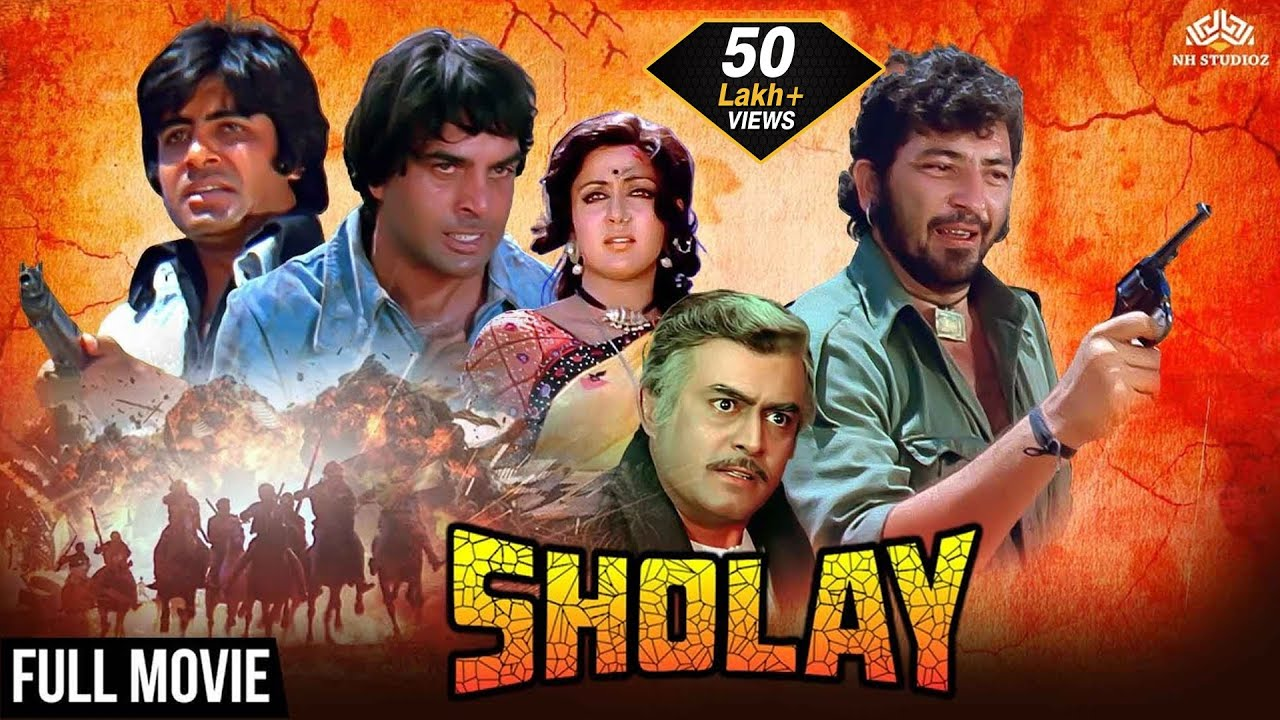 50
Lakh+
VIEWS
NH STUDIOZ
SHOLAY
FULL MOVIE